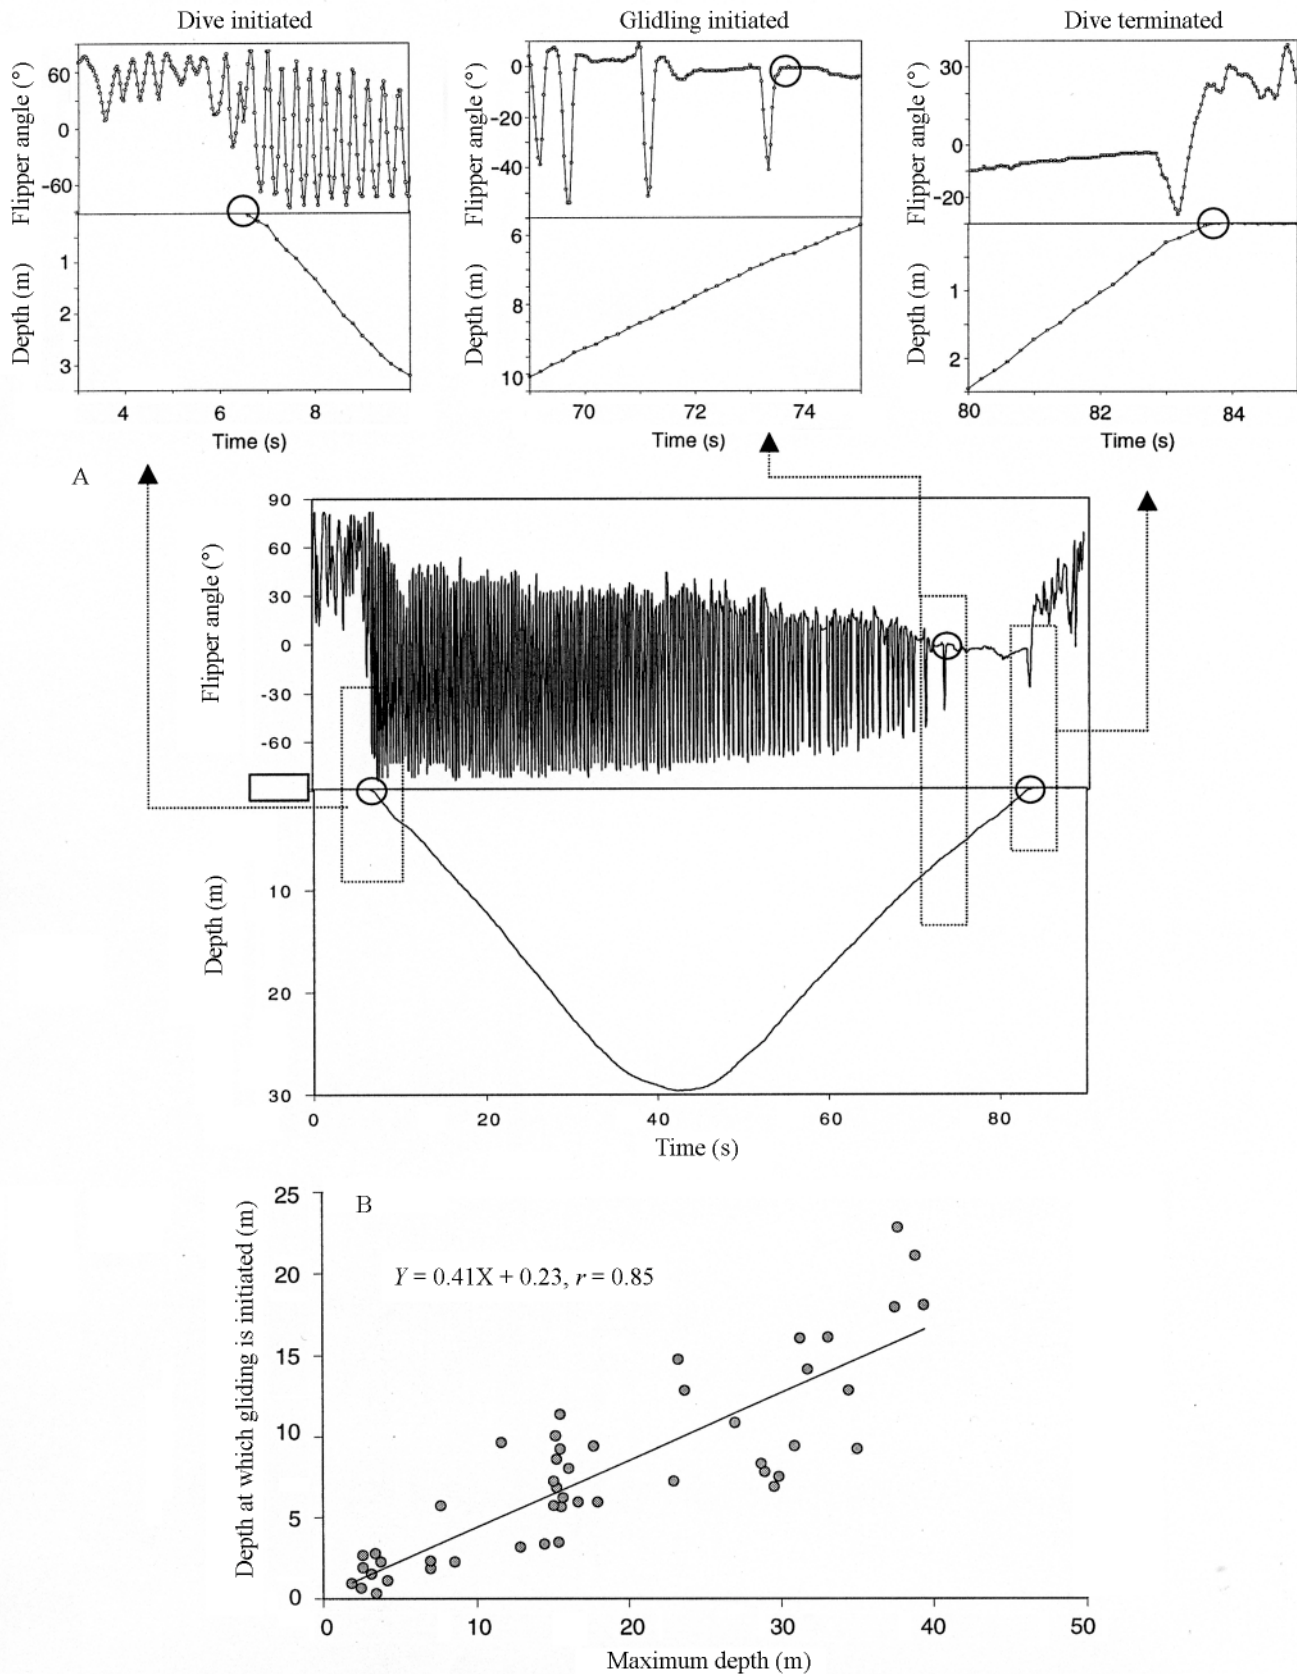 Dive initiated
Glidling initiated
Dive terminated
Flipper angle (°)
60
0
-60
Depth (m)
1
2
3
4 6 8
Time (s)
Flipper angle (°)
0
-20
-40
Depth (m)
6
8
10
70 72 74
Time (s)
Flipper angle (°)
30
0
-20
Depth (m)
1
2
80 82 84
Time (s)
A
Flipper angle (°)
90
60
30
0
-30
-60
Depth (m)
10
20
30
0 20 40 60 80
Time (s)
B
Depth at which gliding is initiated (m)
25
20
15
10
5
0
Y = 0.41X + 0.23, r = 0.85
0 10 20 30 40 50
Maximum depth (m)